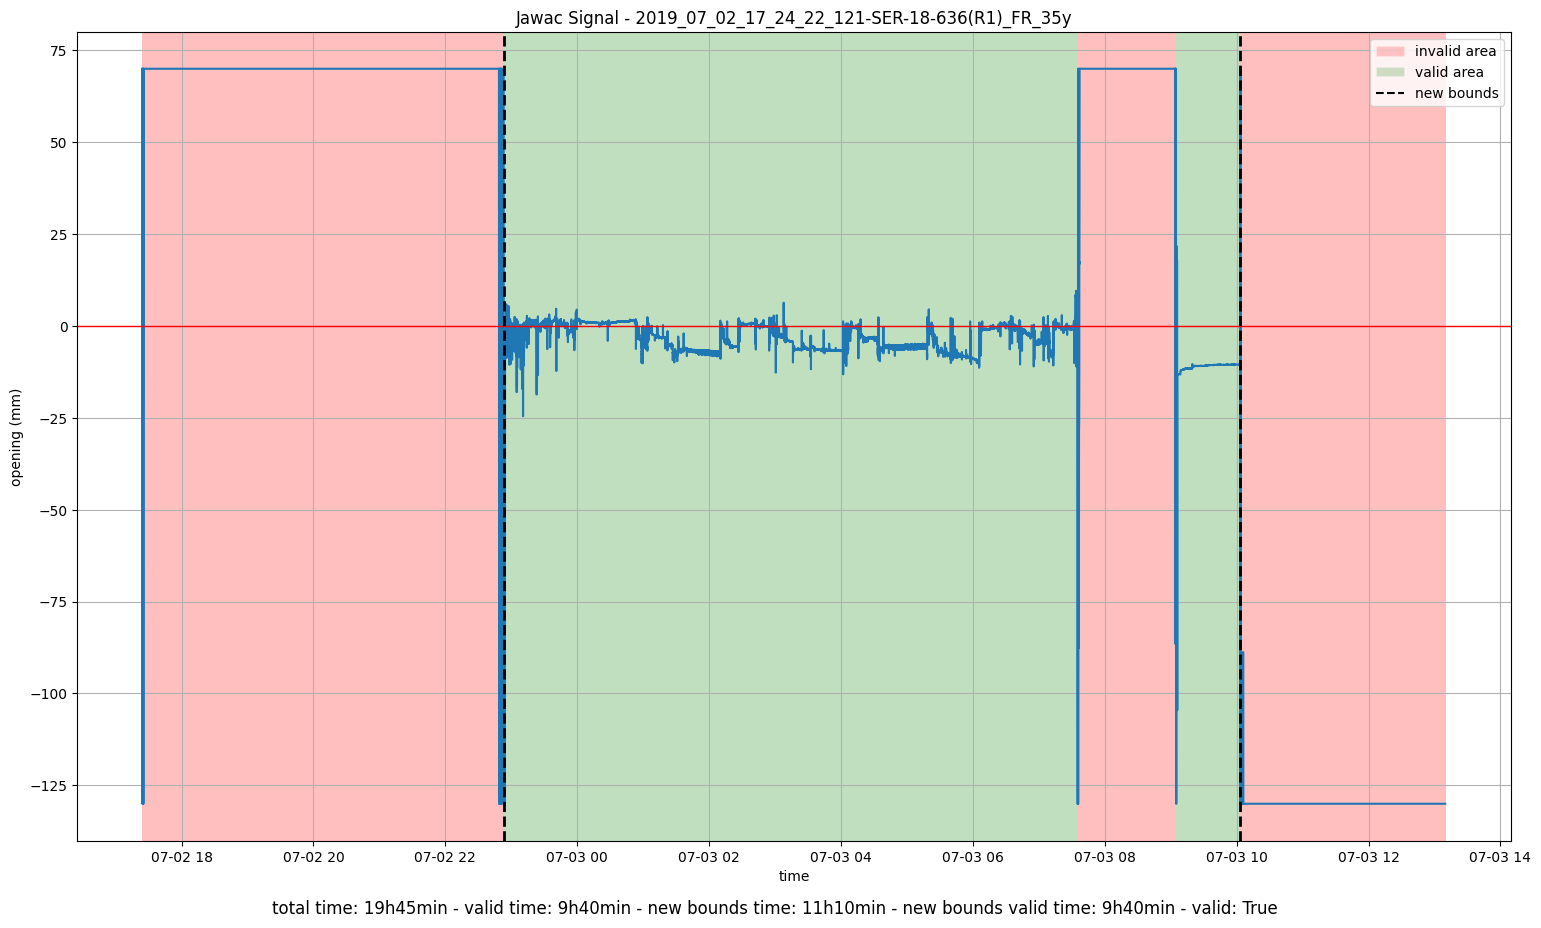 Jawac Signal - 2019_07_02_17_24_22_121-SER-18-636(R1)_FR_35y
invalid area
valid area
new bounds
75
50
25
0
−25
−50
−75
−100
−125
opening (mm)
07-02 18
07-02 20
07-02 22
07-03 00
07-03 02
07-03 04
07-03 06
07-03 08
07-03 10
07-03 12
07-03 14
time
total time: 19h45min - valid time: 9h40min - new bounds time: 11h10min - new bounds valid time: 9h40min - valid: True